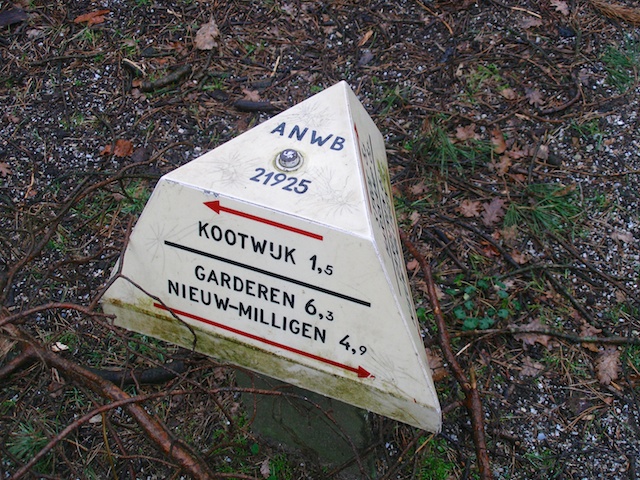 ANWB
21925
KOOTWIJK 1,5
GARDEREN 6,3
NIEUW-MILLIGEN 4,9